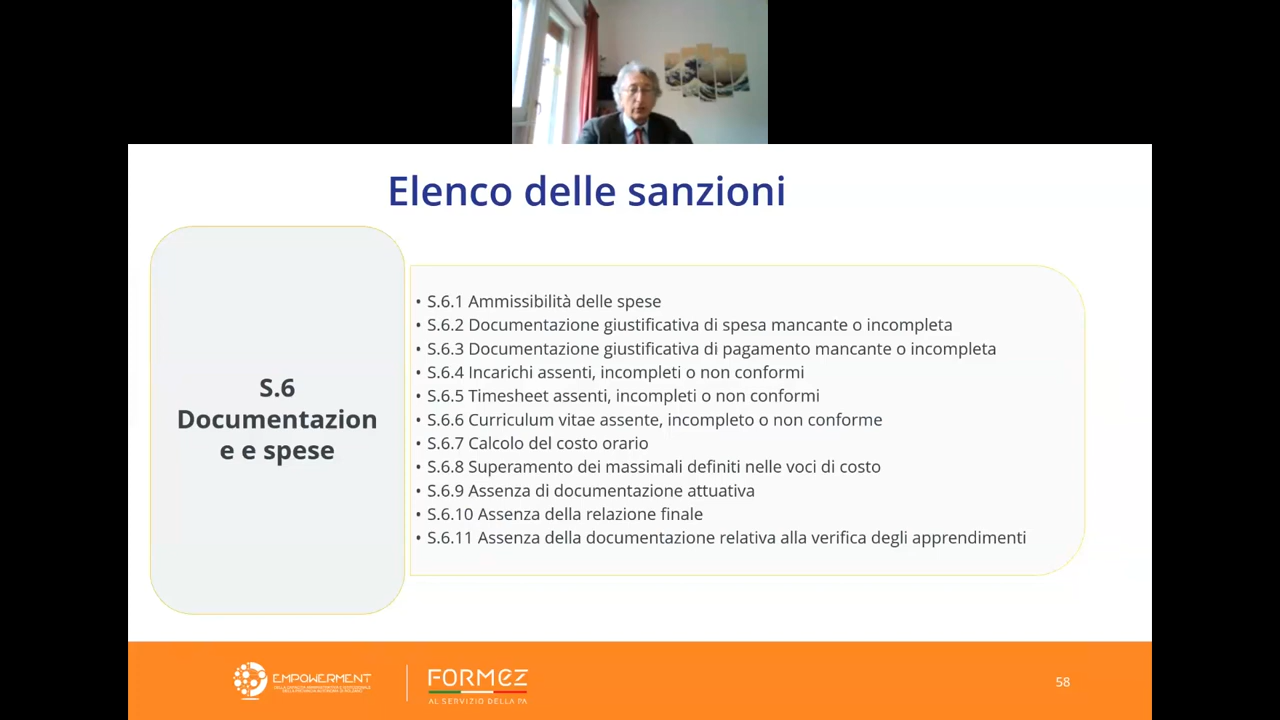 Elenco delle sanzioni
S.6
Documentazion
e e spese
• S.6.1 Ammissibilità delle spese
• S.6.2 Documentazione giustificativa di spesa mancante o incompleta
• S.6.3 Documentazione giustificativa di pagamento mancante o incompleta
• S.6.4 Incarichi assenti, incompleti o non conformi
• S.6.5 Timesheet assenti, incompleti o non conformi
• S.6.6 Curriculum vitae assente, incompleto o non conforme
• S.6.7 Calcolo del costo orario
• S.6.8 Superamento dei massimali definiti nelle voci di costo
• S.6.9 Assenza di documentazione attuativa
• S.6.10 Assenza della relazione finale
• S.6.11 Assenza della documentazione relativa alla verifica degli apprendimenti
EMPOWERMENT
FORMEZ
AL SERVIZIO DELLA PA
58